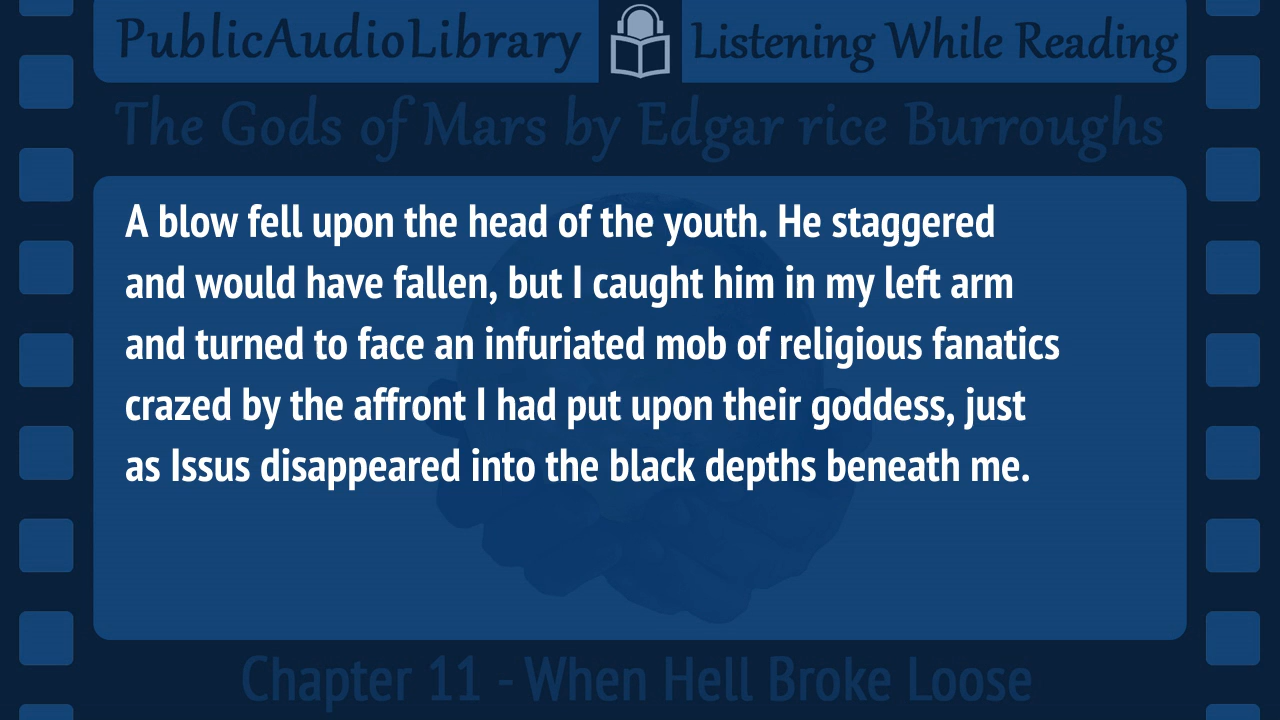 PublicAudioLibrary Listening While Reading
The Gods of Mars by Edgar rice Burroughs
A blow fell upon the head of the youth. He staggered
and would have fallen, but I caught him in my left arm
and turned to face an infuriated mob of religious fanatics
crazed by the affront I had put upon their goddess, just
as Issus disappeared into the black depths beneath me.
Chapter 11 - When Hell Broke Loose